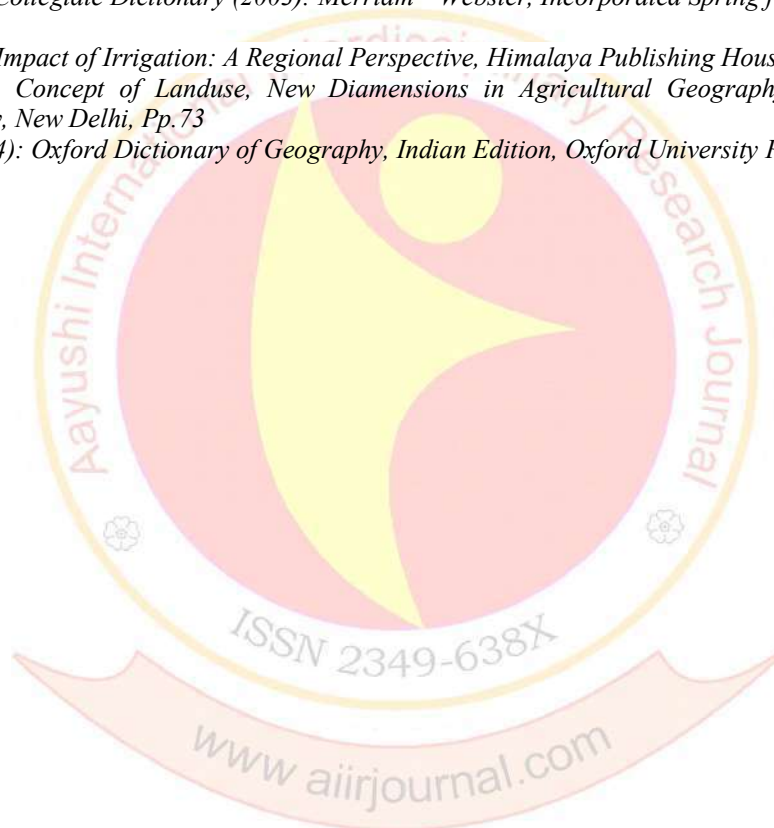 Collegiate Dictionary (2003): Merriam – Webster, Incorporated Spring
Impact of Irrigation: A Regional Perspective, Himalaya Publishing Hous
Concept of Landuse, New Diamensions in Agricultural Geography
, New Delhi, Pp.73
4): Oxford Dictionary of Geography, Indian Edition, Oxford University
Aayushi International Interdisciplinary Research Journal
ISSN 2349-638X
www aiirjournal.com